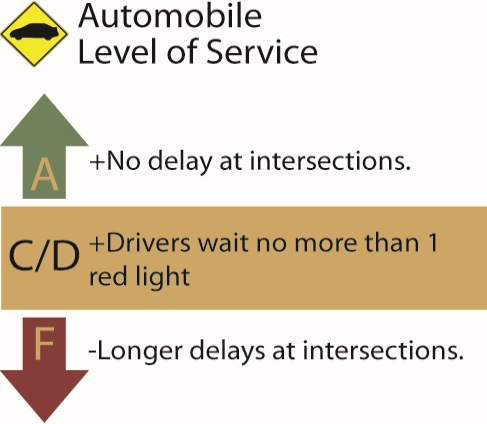 Automobile
Level of Service
A
+No delay at intersections.
C/D
+Drivers wait no more than 1
red light
F
-Longer delays at intersections.